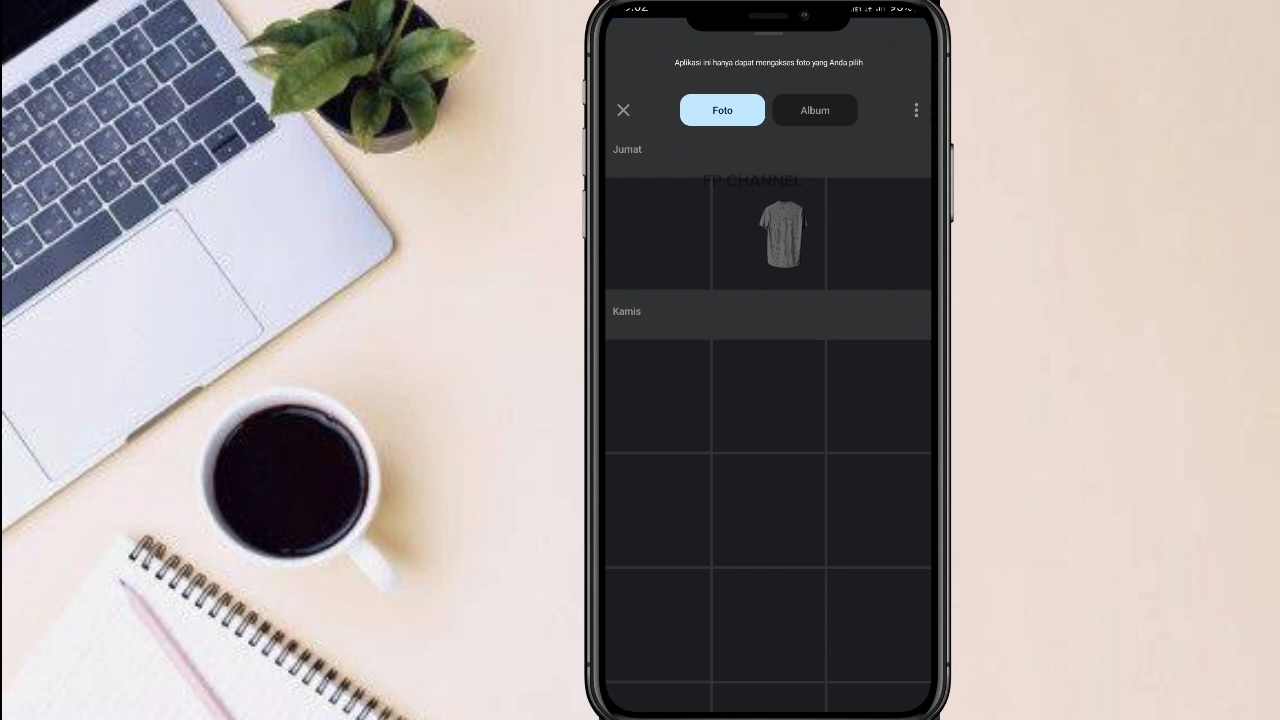 Aplikasi ini hanya dapat mengakses foto yang Anda pilih
Foto
Album
Jumat
FP CHANNEL
Kamis